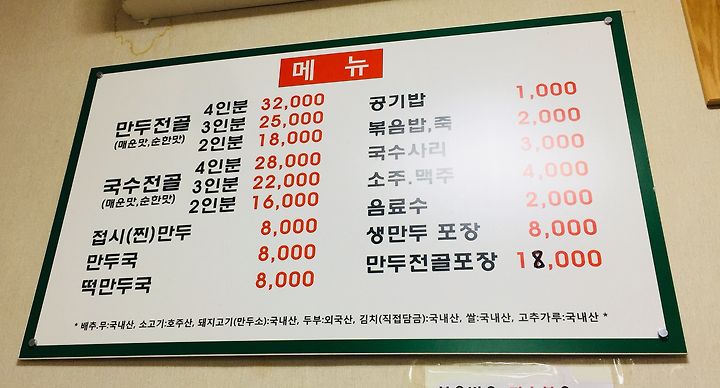 메 뉴
만두전골 4인분 32,000
(매운맛,순한맛) 3인분 25,000
2인분 18,000
국수전골 4인분 28,000
(매운맛,순한맛) 3인분 22,000
2인분 16,000
접시(찐)만두 8,000
만두국 8,000
떡만두국 8,000
공기밥 1,000
볶음밥,죽 2,000
국수사리 3,000
소주.맥주 4,000
음료수 2,000
생만두 포장 8,000
만두전골포장 18,000
* 배추.무:국내산, 소고기:호주산, 돼지고기(만두소):국내산, 두부:외국산, 김치(직접담금):국내산, 쌀:국내산, 고추가루:국내산 *